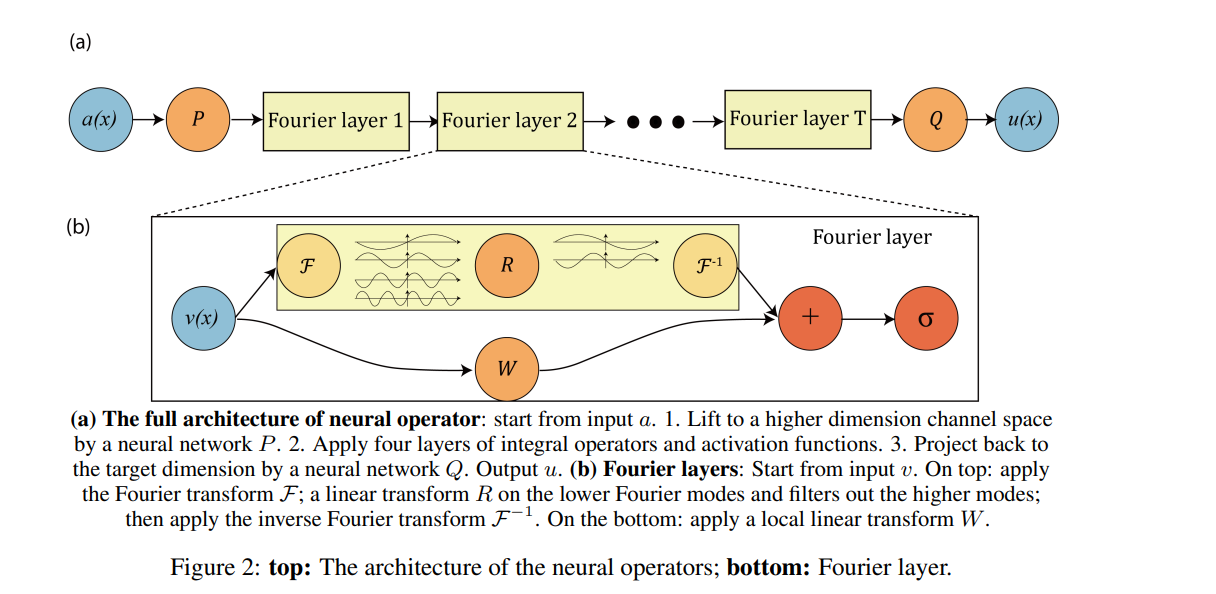 (a)
a(x) P Fourier layer 1 Fourier layer 2 Fourier layer T Q u(x)
(b)
Fourier layer
ℱ R ℱ⁻¹
v(x) + σ
W
(a) The full architecture of neural operator: start from input a. 1. Lift to a higher dimension channel space
by a neural network P. 2. Apply four layers of integral operators and activation functions. 3. Project back to
the target dimension by a neural network Q. Output u. (b) Fourier layers: Start from input v. On top: apply
the Fourier transform ℱ; a linear transform R on the lower Fourier modes and filters out the higher modes;
then apply the inverse Fourier transform ℱ⁻¹. On the bottom: apply a local linear transform W.
Figure 2: top: The architecture of the neural operators; bottom: Fourier layer.